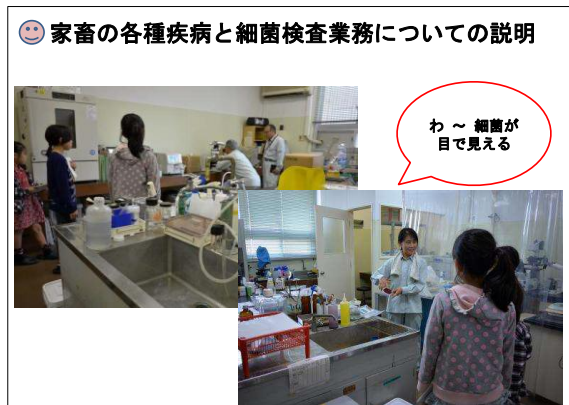 家畜の各種疾病と細菌検査業務についての説明
わ ～ 細菌が
目で見える